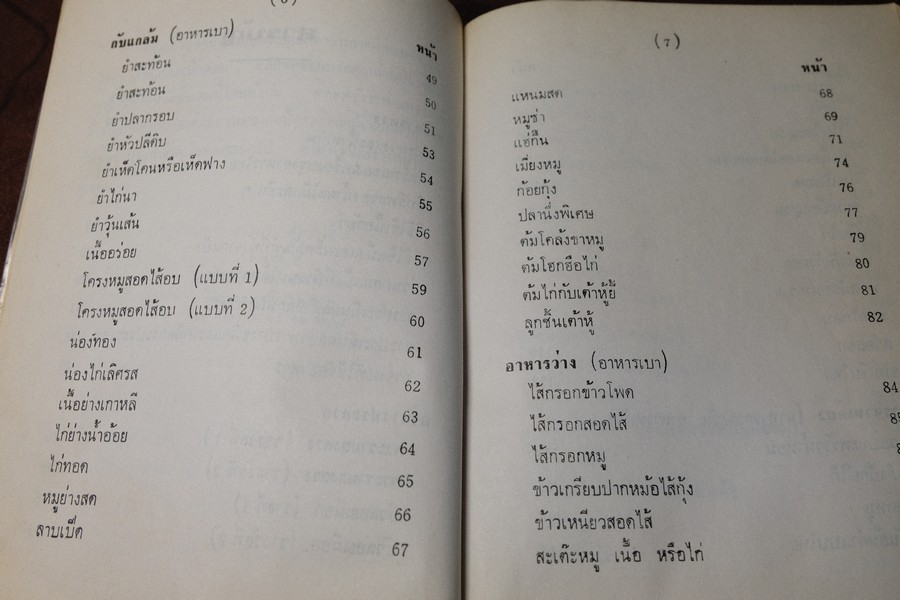 (6)
กับแกล้ม (อาหารเบา) หน้า
ยำสะท้อน 49
ยำสะท้อน 50
ยำปลากรอบ 51
ยำหัวปลีดิบ 53
ยำเห็ดโคนหรือเห็ดฟาง 54
ยำไก่นา 55
ยำวุ้นเส้น 56
เนื้ออร่อย 57
โครงหมูสอดไส้อบ (แบบที่ 1) 59
โครงหมูสอดไส้อบ (แบบที่ 2) 60
น่องทอง 61
น่องไก่เลิศรส 62
เนื้อย่างเกาหลี 63
ไก่ย่างน้ำอ้อย 64
ไก่ทอด 65
หมูย่างสด 66
ลาบเป็ด 67
(7)
หน้า
แหนมสด 68
หมูซ่า 69
แฮ่กึ๊น 71
เมี่ยงหมู 74
ก้อยกุ้ง 76
ปลานึ่งพิเศษ 77
ต้มโคล้งขาหมู 79
ต้มโฮกฮือไก่ 80
ต้มไก่กับเต้าหู้ยี้ 81
ลูกชิ้นเต้าหู้ 82
อาหารว่าง (อาหารเบา)
ไส้กรอกข้าวโพด 84
ไส้กรอกสอดไส้
ไส้กรอกหมู
ข้าวเกรียบปากหม้อไส้กุ้ง
ข้าวเหนียวสอดไส้
สะเต๊ะหมู เนื้อ หรือไก่